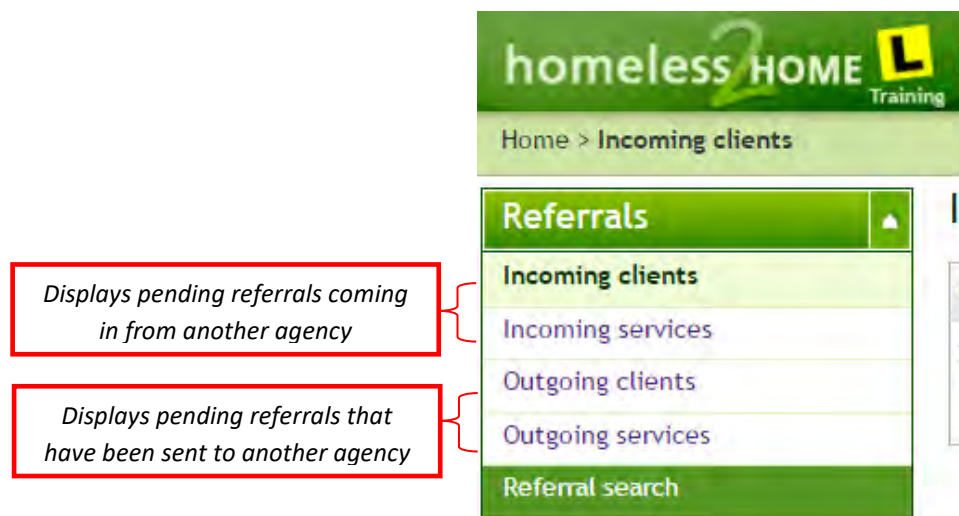 homeless2HOME L
Training
Home > Incoming clients
Referrals
Incoming clients
Incoming services
Outgoing clients
Outgoing services
Referral search
Displays pending referrals coming
in from another agency
Displays pending referrals that
have been sent to another agency